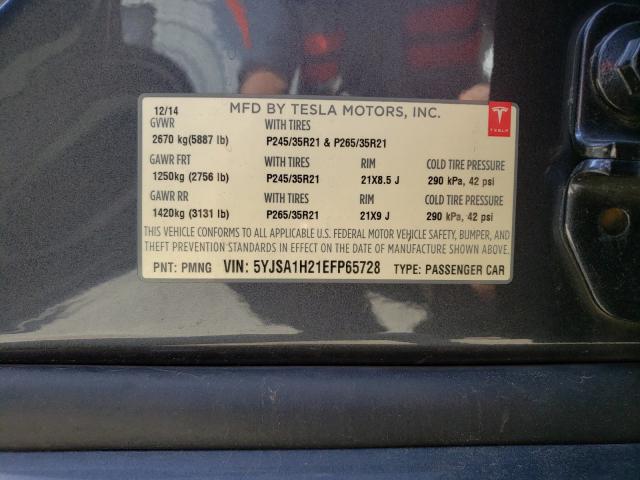 12/14 MFD BY TESLA MOTORS, INC.
GVWR WITH TIRES
2670 kg(5887 lb) P245/35R21 & P265/35R21
GAWR FRT WITH TIRES RIM COLD TIRE PRESSURE
1250kg (2756 lb) P245/35R21 21X8.5 J 290 kPa, 42 psi
GAWR RR WITH TIRES RIM COLD TIRE PRESSURE
1420kg (3131 lb) P265/35R21 21X9 J 290 kPa, 42 psi
THIS VEHICLE CONFORMS TO ALL APPLICABLE U.S. FEDERAL MOTOR VEHICLE SAFETY, BUMPER, AND
THEFT PREVENTION STANDARDS IN EFFECT ON THE DATE OF MANUFACTURE SHOWN ABOVE.
PNT: PMNG VIN: 5YJSA1H21EFP65728 TYPE: PASSENGER CAR
TESLA